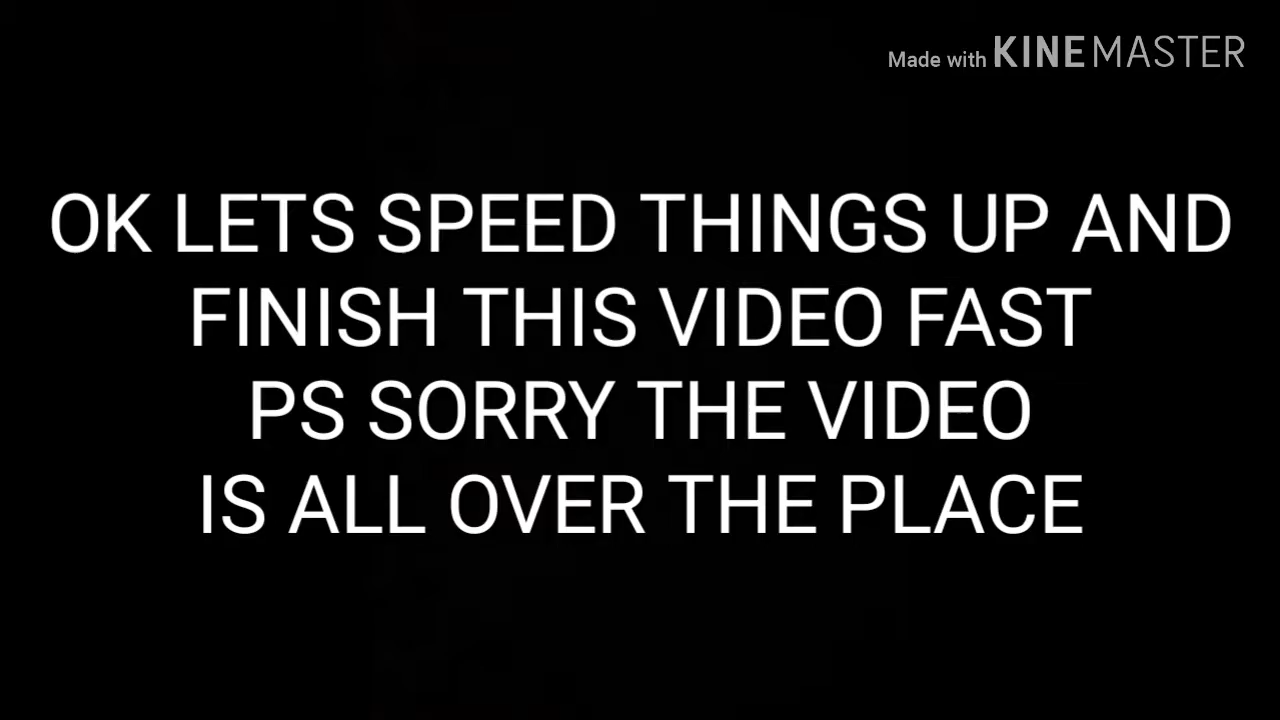 Made with KINEMASTER
OK LETS SPEED THINGS UP AND
FINISH THIS VIDEO FAST
PS SORRY THE VIDEO
IS ALL OVER THE PLACE